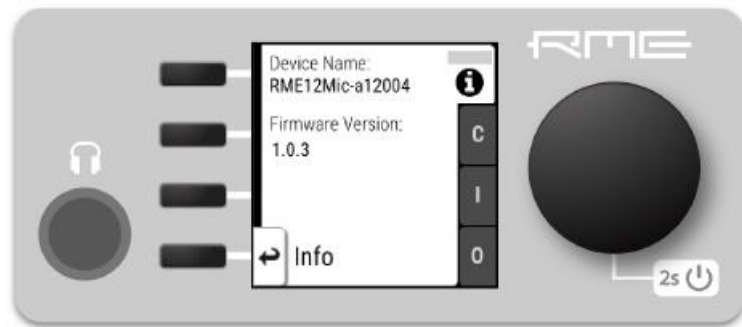 RME
Device Name:
RME12Mic-a12004
Firmware Version:
1.0.3
C
I
Info
O
2s